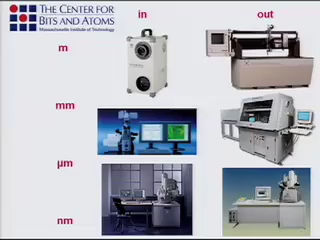 THE CENTER FOR
BITS AND ATOMS
Massachusetts Institute of Technology
in
out
m
mm
µm
nm